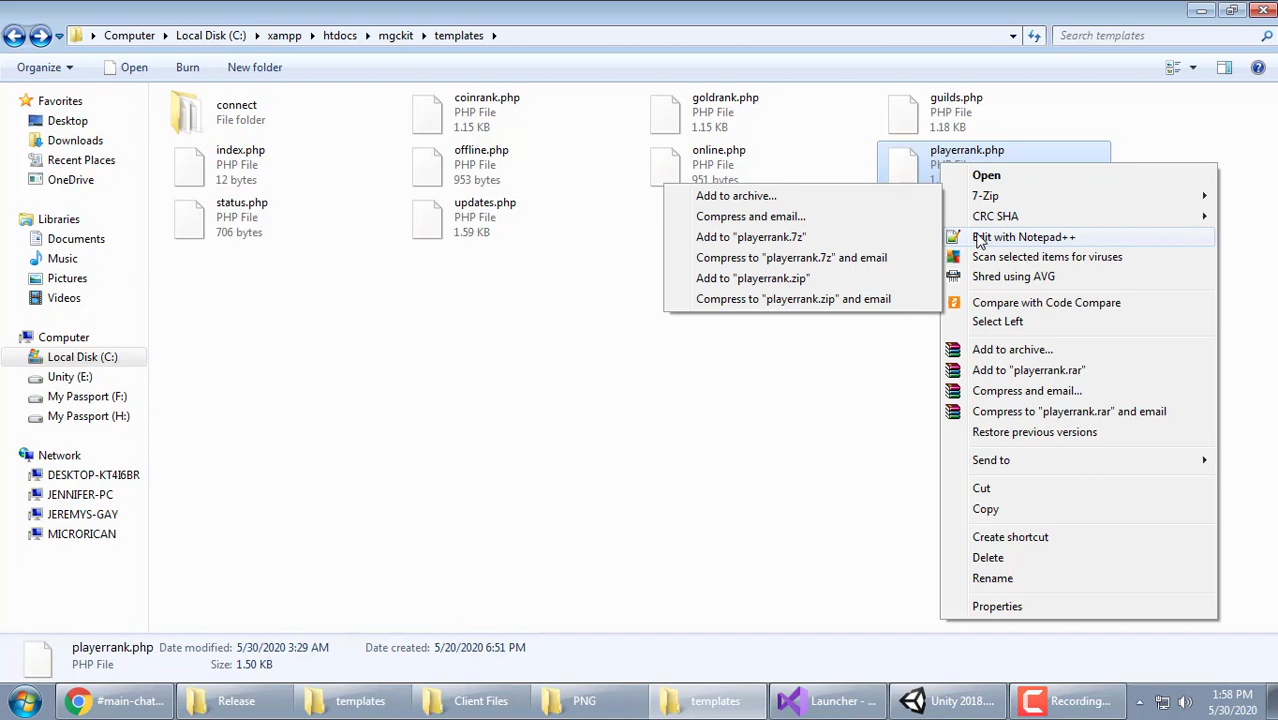 Computer
Local Disk (C:)
xampp
htdocs
mgckit
templates
Search templates
Organize
Open
Burn
New folder
Favorites
Desktop
Downloads
Recent Places
OneDrive
Libraries
Documents
Music
Pictures
Videos
Computer
Local Disk (C:)
Unity (E:)
My Passport (F:)
My Passport (H:)
Network
DESKTOP-KT4I6BR
JENNIFER-PC
JEREMYS-GAY
MICRORICAN
connect
File folder
coinrank.php
PHP File
1.15 KB
goldrank.php
PHP File
1.15 KB
guilds.php
PHP File
1.18 KB
index.php
PHP File
12 bytes
offline.php
PHP File
953 bytes
online.php
PHP File
951 bytes
playerrank.php
status.php
PHP File
706 bytes
updates.php
PHP File
1.59 KB
Add to archive...
Compress and email...
Add to "playerrank.7z"
Compress to "playerrank.7z" and email
Add to "playerrank.zip"
Compress to "playerrank.zip" and email
Open
7-Zip
CRC SHA
Edit with Notepad++
Scan selected items for viruses
Shred using AVG
Compare with Code Compare
Select Left
Add to archive...
Add to "playerrank.rar"
Compress and email...
Compress to "playerrank.rar" and email
Restore previous versions
Send to
Cut
Copy
Create shortcut
Delete
Rename
Properties
playerrank.php Date modified: 5/30/2020 3:29 AM Date created: 5/20/2020 6:51 PM
PHP File Size: 1.50 KB
#main-chat...
Release
templates
Client Files
PNG
templates
Launcher - ...
Unity 2018....
Recording...
1:58 PM
5/30/2020